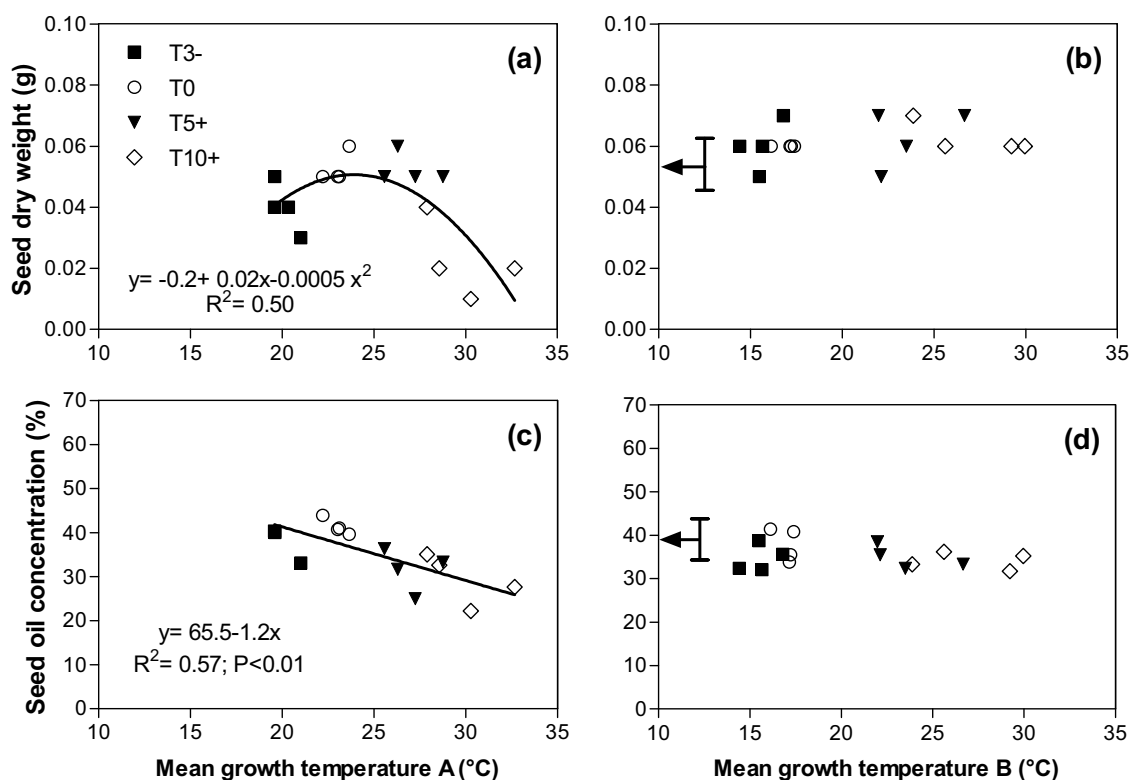 0.10
0.08
0.06
0.04
0.02
0.00
Seed dry weight (g)
T3-
T0
T5+
T10+
(a)
y= -0.2+ 0.02x-0.0005 x²
R²= 0.50
10 15 20 25 30 35
0.10
0.08
0.06
0.04
0.02
0.00
(b)
10 15 20 25 30 35
70
60
50
40
30
20
10
0
Seed oil concentration (%)
(c)
y= 65.5-1.2x
R²= 0.57; P<0.01
10 15 20 25 30 35
Mean growth temperature A (°C)
70
60
50
40
30
20
10
0
(d)
10 15 20 25 30 35
Mean growth temperature B (°C)